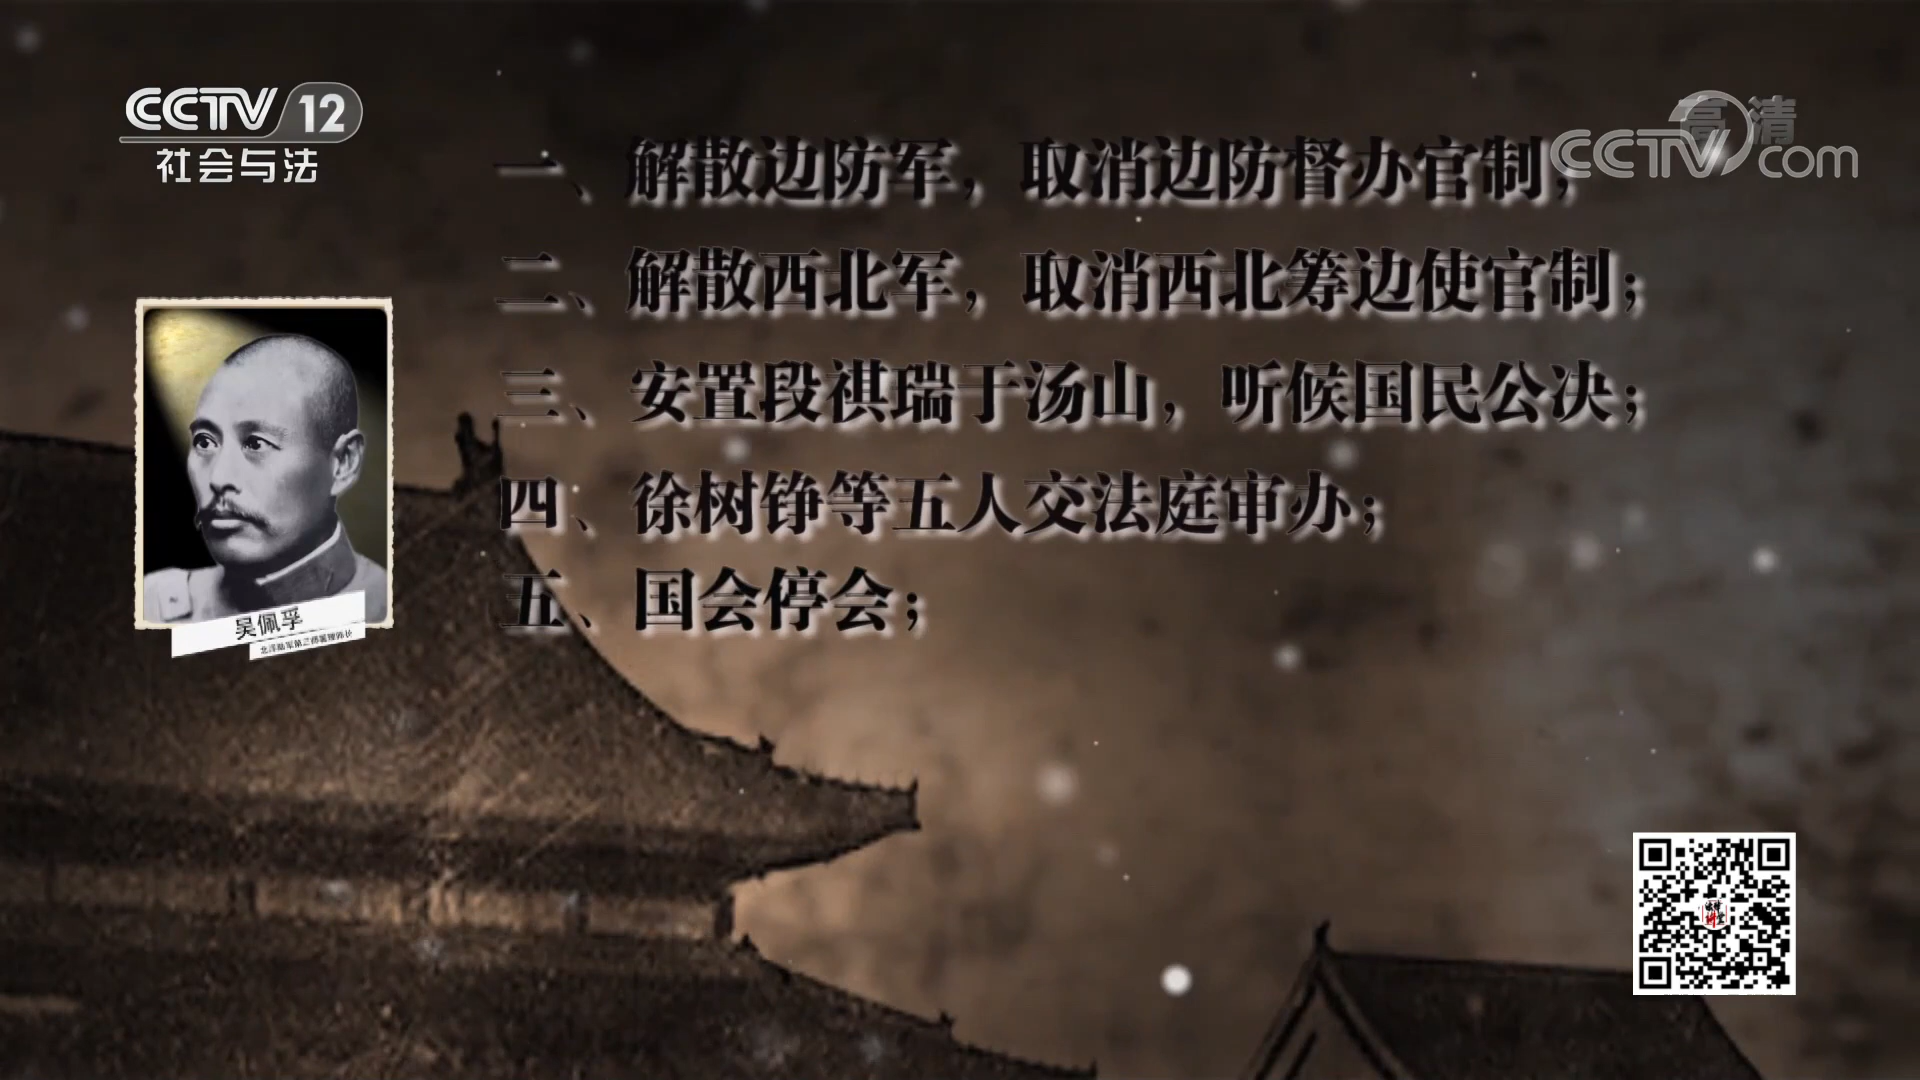 CCTV 12
社会与法
高清
CCTV.com
一、解散边防军，取消边防督办官制；
二、解散西北军，取消西北筹边使官制；
三、安置段祺瑞于汤山，听候国民公决；
四、徐树铮等五人交法庭审办；
五、国会停会；
吴佩孚